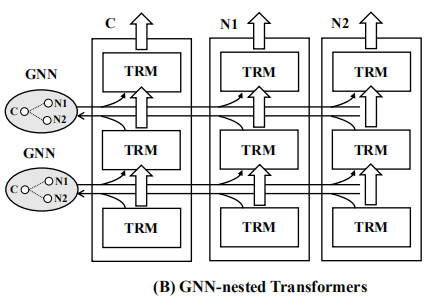 C N1 N2
GNN
TRM TRM TRM
N1
C
N2
GNN
TRM TRM TRM
N1
C
N2
TRM TRM TRM
(B) GNN-nested Transformers